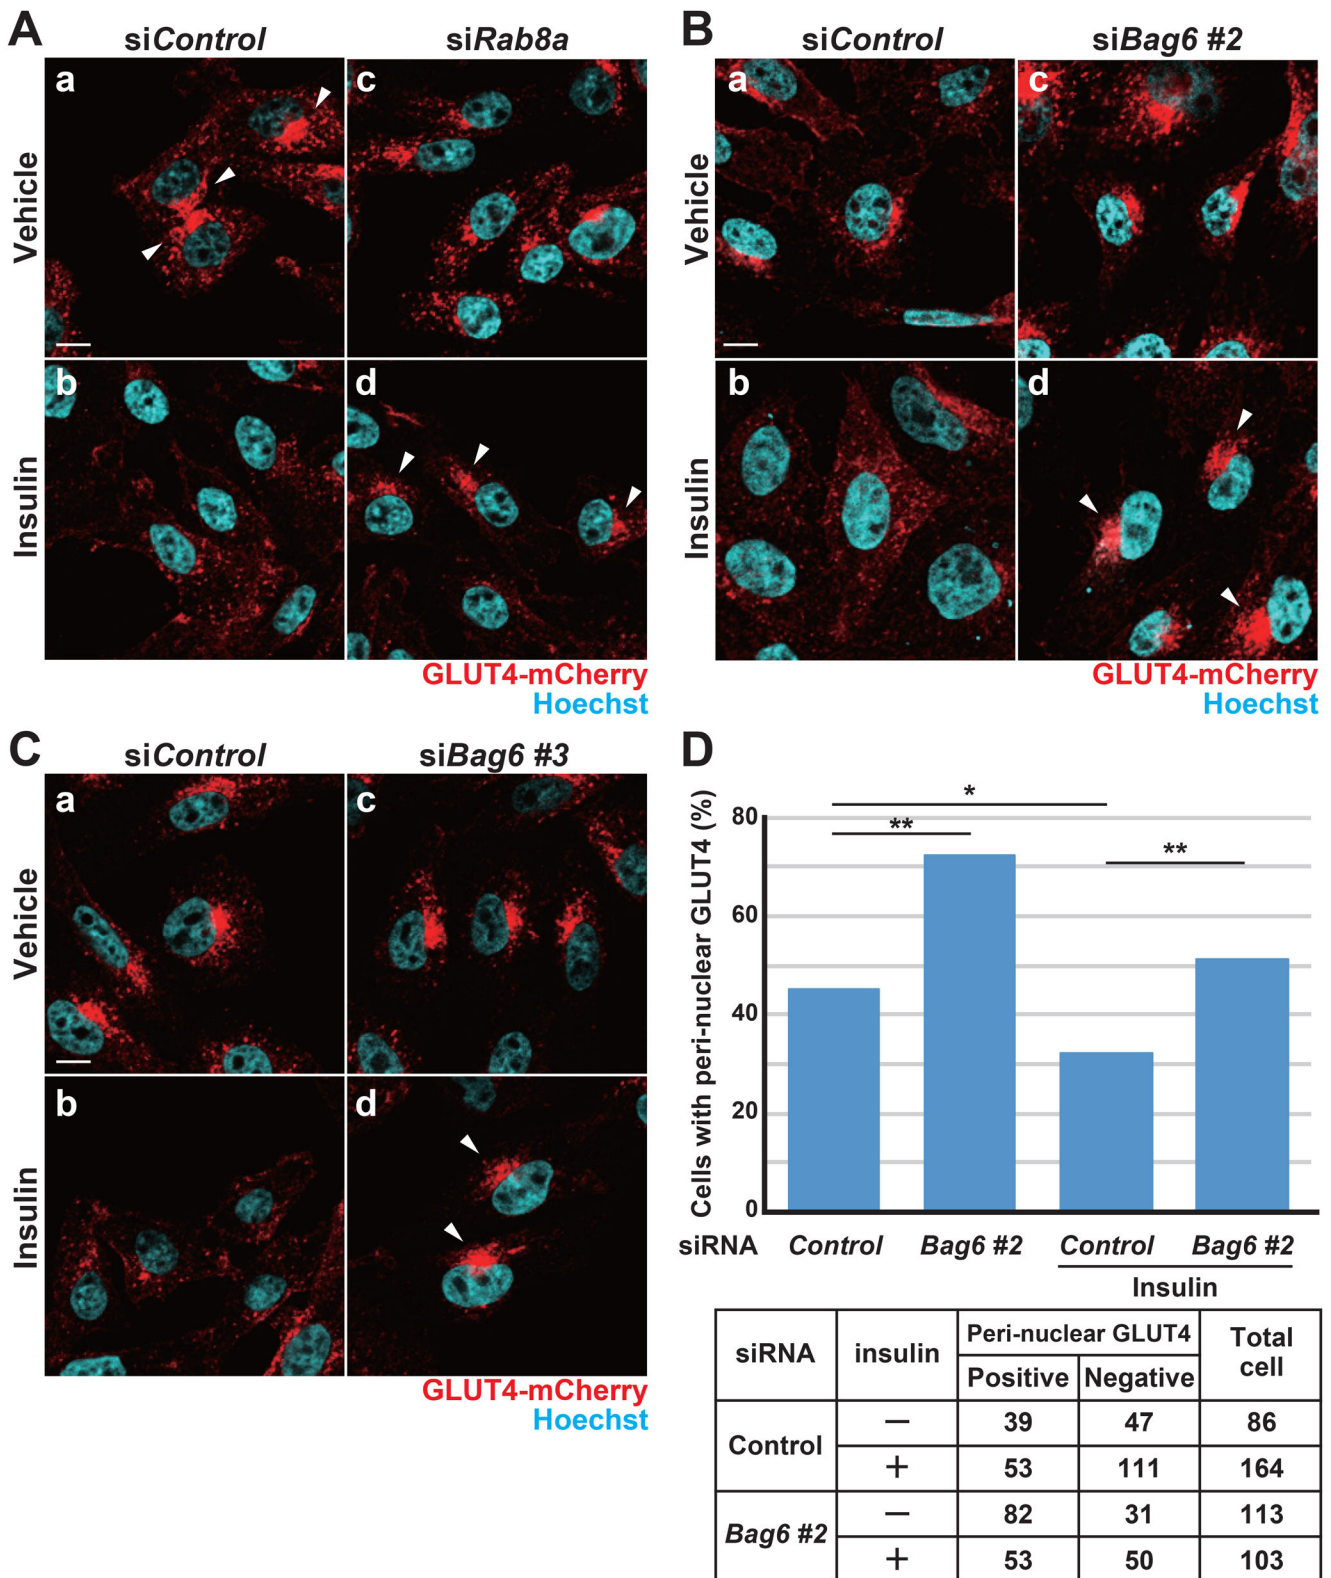 A
siControl
siRab8a
a
c
Vehicle
b
d
Insulin
GLUT4-mCherry
Hoechst
B
siControl
siBag6 #2
a
c
Vehicle
b
d
Insulin
GLUT4-mCherry
Hoechst
C
siControl
siBag6 #3
a
c
Vehicle
b
d
Insulin
GLUT4-mCherry
Hoechst
D
Cells with peri-nuclear GLUT4 (%)
80
60
40
20
0
*
**
**
siRNA Control Bag6 #2 Control Bag6 #2
Insulin
siRNA insulin Peri-nuclear GLUT4 Total cell
Positive Negative
Control − 39 47 86
+ 53 111 164
Bag6 #2 − 82 31 113
+ 53 50 103